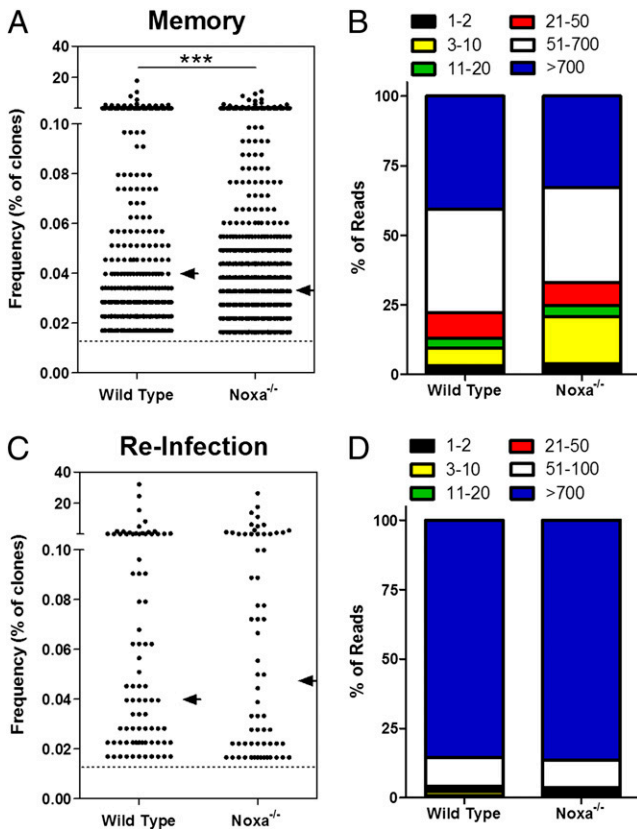 A
Memory
***
Frequency (% of clones)
40
20
0.10
0.08
0.06
0.04
0.02
0.00
Wild Type
Noxa-/-
B
1-2
21-50
3-10
51-700
11-20
>700
% of Reads
100
75
50
25
0
Wild Type
Noxa-/-
C
Re-Infection
Frequency (% of clones)
40
20
0.10
0.08
0.06
0.04
0.02
0.00
Wild Type
Noxa-/-
D
1-2
21-50
3-10
51-100
11-20
>700
% of Reads
100
75
50
25
0
Wild Type
Noxa-/-